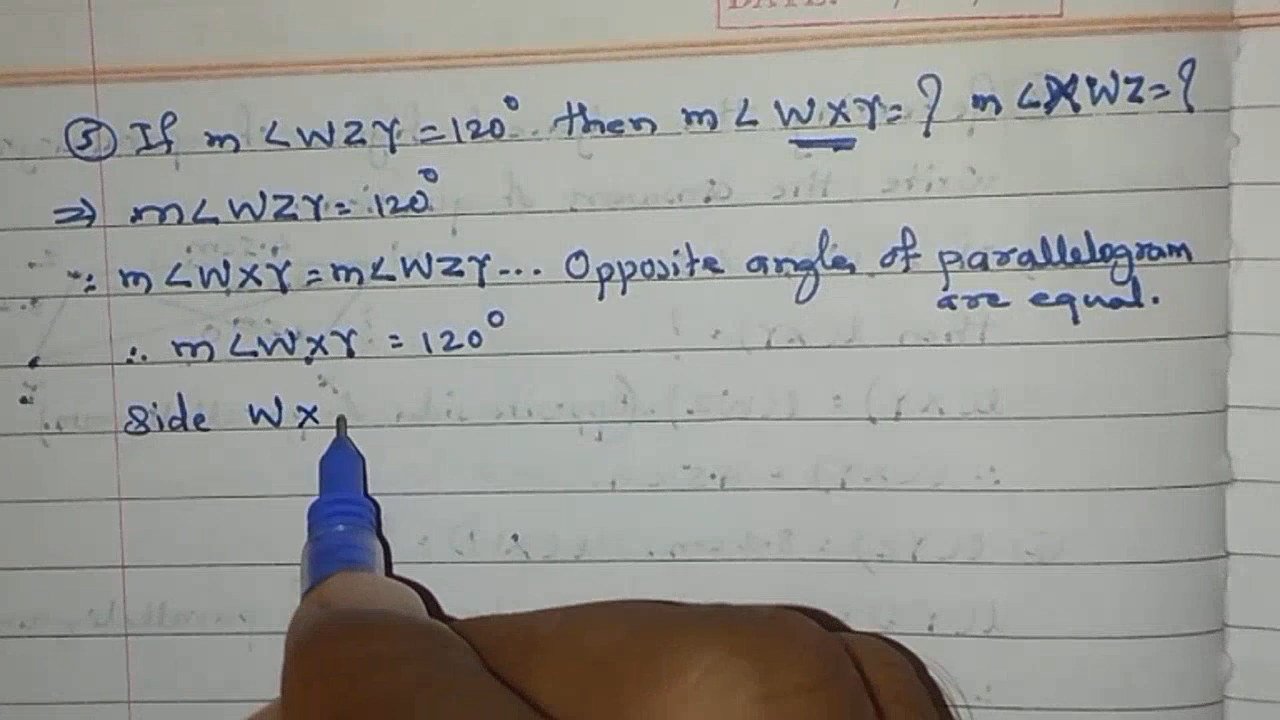 DATE:
⑤ If m∠WZY = 120° then m∠WXY = ? m∠XWZ = ?
⇒ m∠WZY = 120°
∵ m∠WXY = m∠WZY ... Opposite angles of parallelogram
are equal.
∴ m∠WXY = 120°
side WX